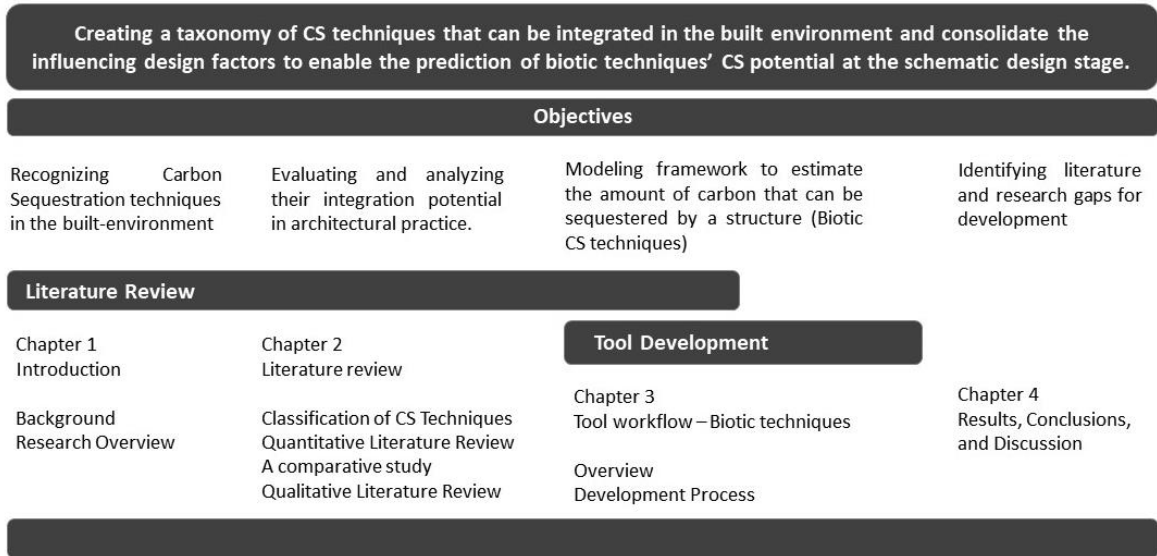 Creating a taxonomy of CS techniques that can be integrated in the built environment and consolidate the
influencing design factors to enable the prediction of biotic techniques’ CS potential at the schematic design stage.
Objectives
Recognizing Carbon
Sequestration techniques
in the built-environment
Evaluating and analyzing
their integration potential
in architectural practice.
Modeling framework to estimate
the amount of carbon that can be
sequestered by a structure (Biotic
CS techniques)
Identifying literature
and research gaps for
development
Literature Review
Chapter 1
Introduction
Background
Research Overview
Chapter 2
Literature review
Classification of CS Techniques
Quantitative Literature Review
A comparative study
Qualitative Literature Review
Tool Development
Chapter 3
Tool workflow – Biotic techniques
Overview
Development Process
Chapter 4
Results, Conclusions,
and Discussion